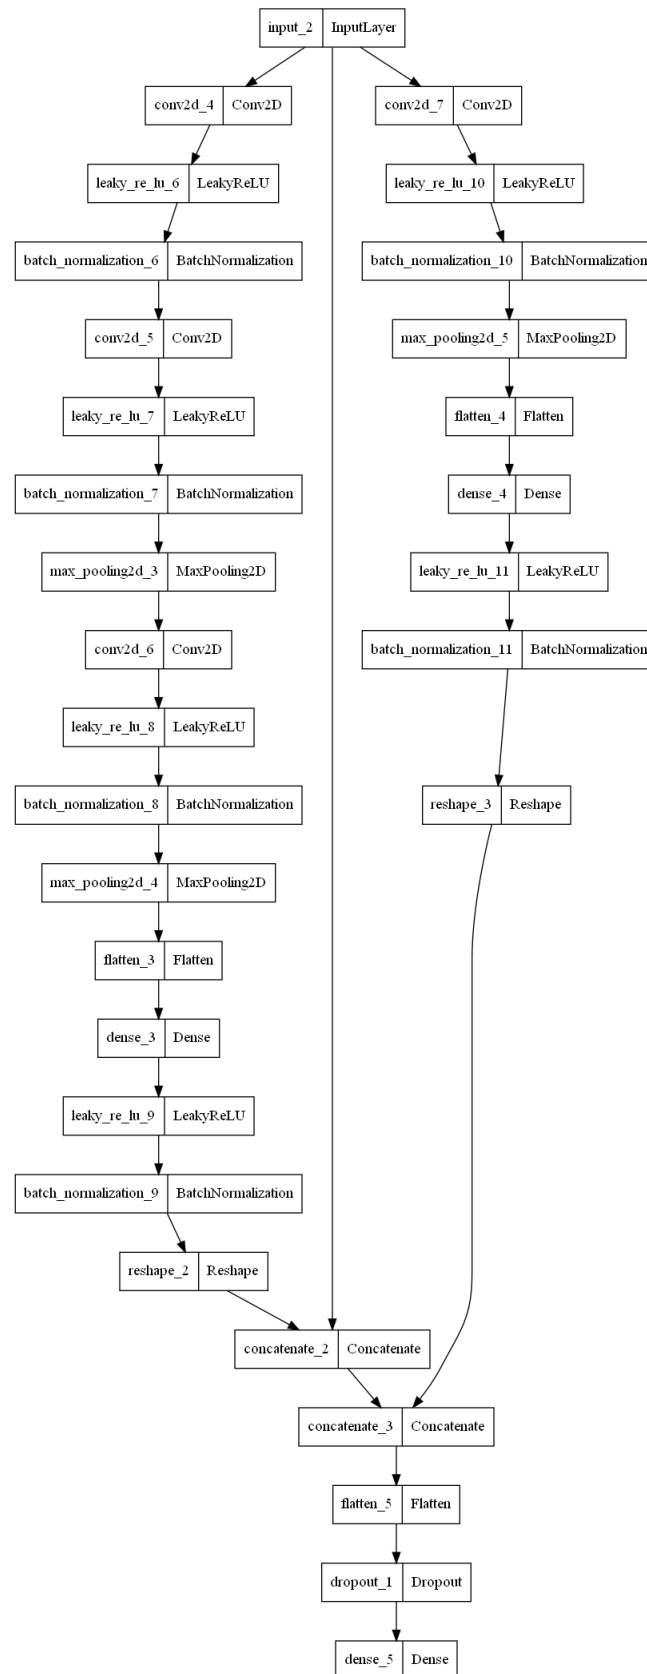 input_2 InputLayer
conv2d_4 Conv2D
conv2d_7 Conv2D
leaky_re_lu_6 LeakyReLU
leaky_re_lu_10 LeakyReLU
batch_normalization_6 BatchNormalization
batch_normalization_10 BatchNormalization
conv2d_5 Conv2D
max_pooling2d_5 MaxPooling2D
leaky_re_lu_7 LeakyReLU
flatten_4 Flatten
batch_normalization_7 BatchNormalization
dense_4 Dense
max_pooling2d_3 MaxPooling2D
leaky_re_lu_11 LeakyReLU
conv2d_6 Conv2D
batch_normalization_11 BatchNormalization
leaky_re_lu_8 LeakyReLU
batch_normalization_8 BatchNormalization
reshape_3 Reshape
max_pooling2d_4 MaxPooling2D
flatten_3 Flatten
dense_3 Dense
leaky_re_lu_9 LeakyReLU
batch_normalization_9 BatchNormalization
reshape_2 Reshape
concatenate_2 Concatenate
concatenate_3 Concatenate
flatten_5 Flatten
dropout_1 Dropout
dense_5 Dense